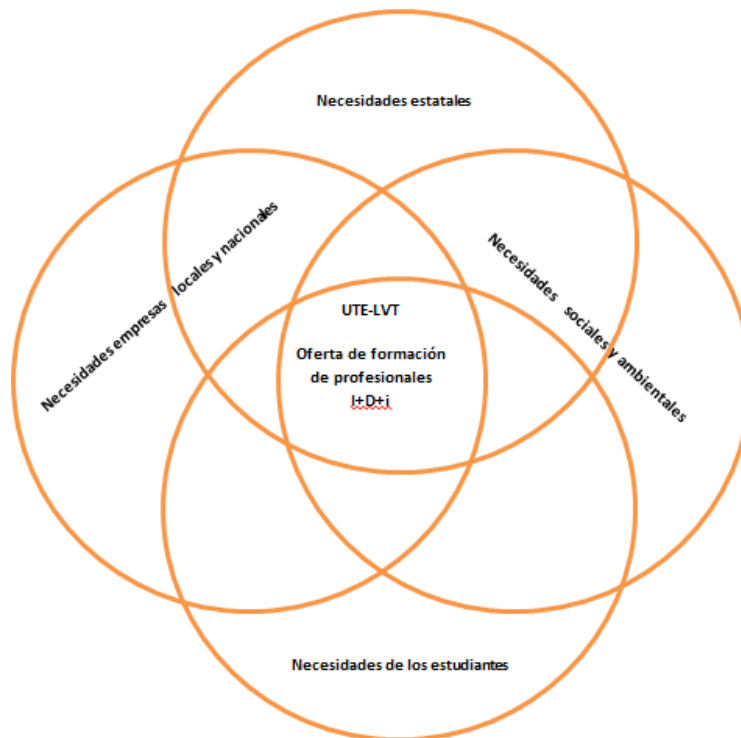 Necesidades estatales
Necesidades empresas locales y nacionales
Necesidades sociales y ambientales
UTE-LVT
Oferta de formación
de profesionales
I+D+i
Necesidades de los estudiantes